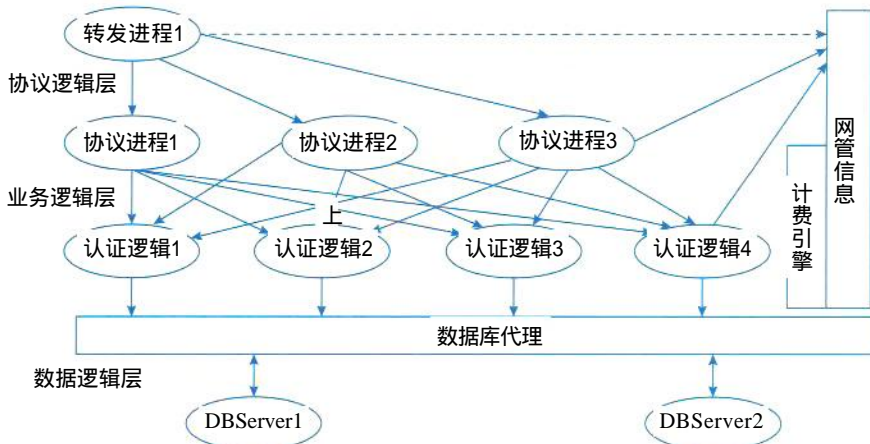 转发进程1
协议逻辑层
协议进程1
协议进程2
协议进程3
网管信息
计费引擎
业务逻辑层
上
认证逻辑1
认证逻辑2
认证逻辑3
认证逻辑4
数据库代理
数据逻辑层
DBServer1
DBServer2